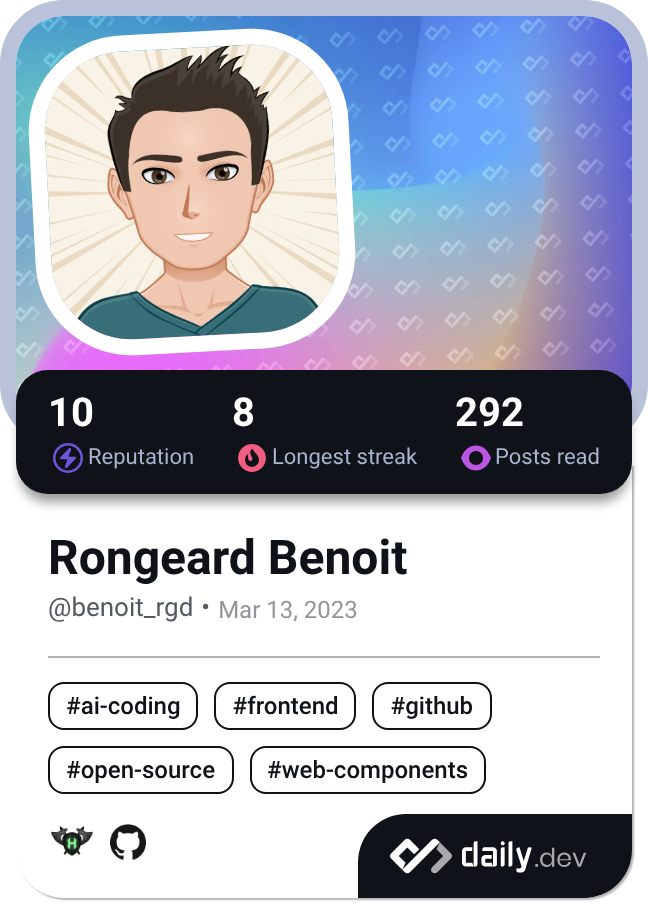 10 8 292
Reputation Longest streak Posts read
Rongeard Benoit
@benoit_rgd • Mar 13, 2023
#ai-coding #frontend #github
#open-source #web-components
H
daily.dev